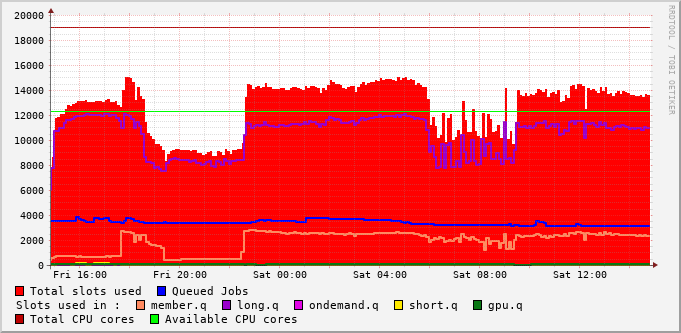 20000
18000
16000
14000
12000
10000
8000
6000
4000
2000
0
Fri 16:00 Fri 20:00 Sat 00:00 Sat 04:00 Sat 08:00 Sat 12:00
RRDTOOL / TOBI OETIKER
Total slots used Queued Jobs
Slots used in : member.q long.q ondemand.q short.q gpu.q
Total CPU cores Available CPU cores